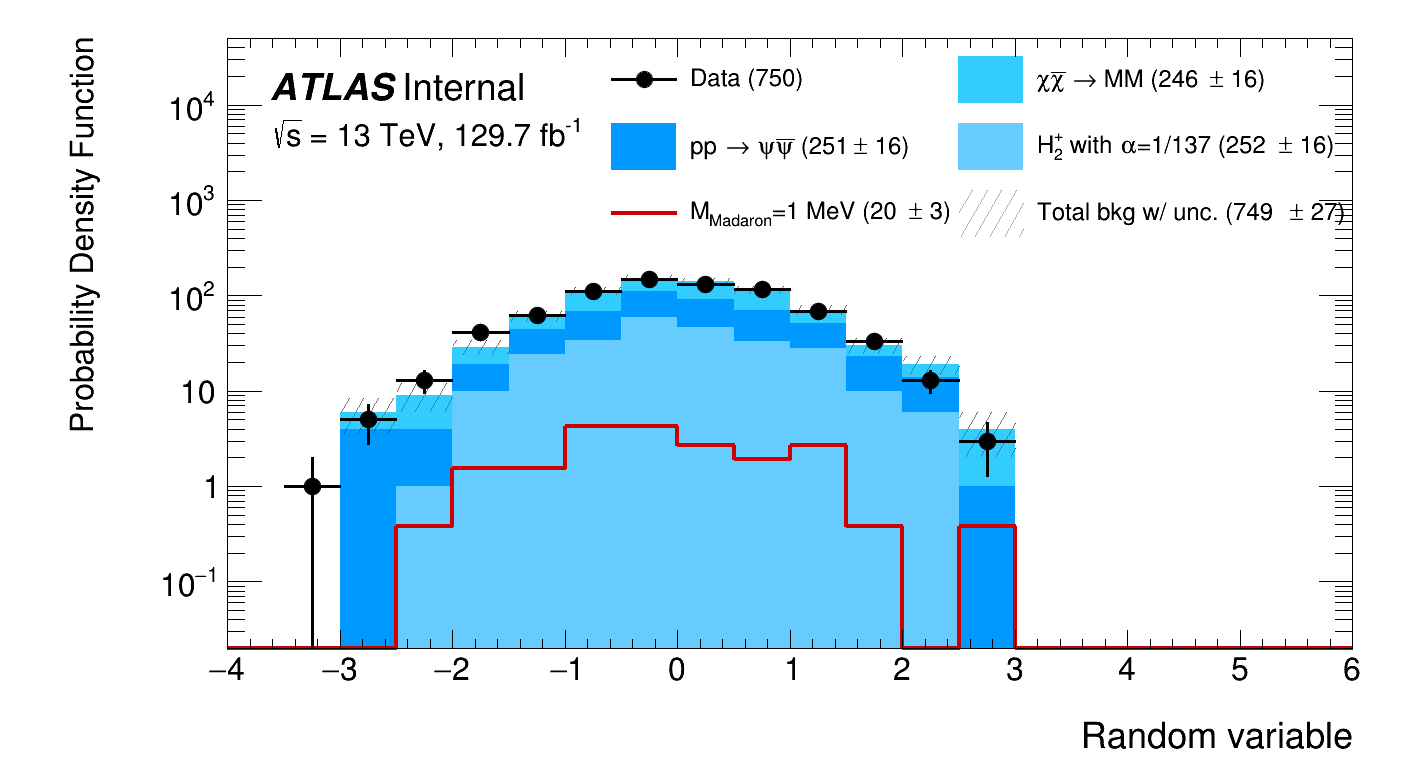 Probability Density Function
ATLAS Internal
√s = 13 TeV, 129.7 fb⁻¹
Data (750)
χχ̅ → MM (246 ± 16)
pp → ψψ̅ (251 ± 16)
H₂⁺ with α=1/137 (252 ± 16)
M_Madaron=1 MeV (20 ± 3)
Total bkg w/ unc. (749 ± 27)
10⁴
10³
10²
10
1
10⁻¹
−4 −3 −2 −1 0 1 2 3 4 5 6
Random variable